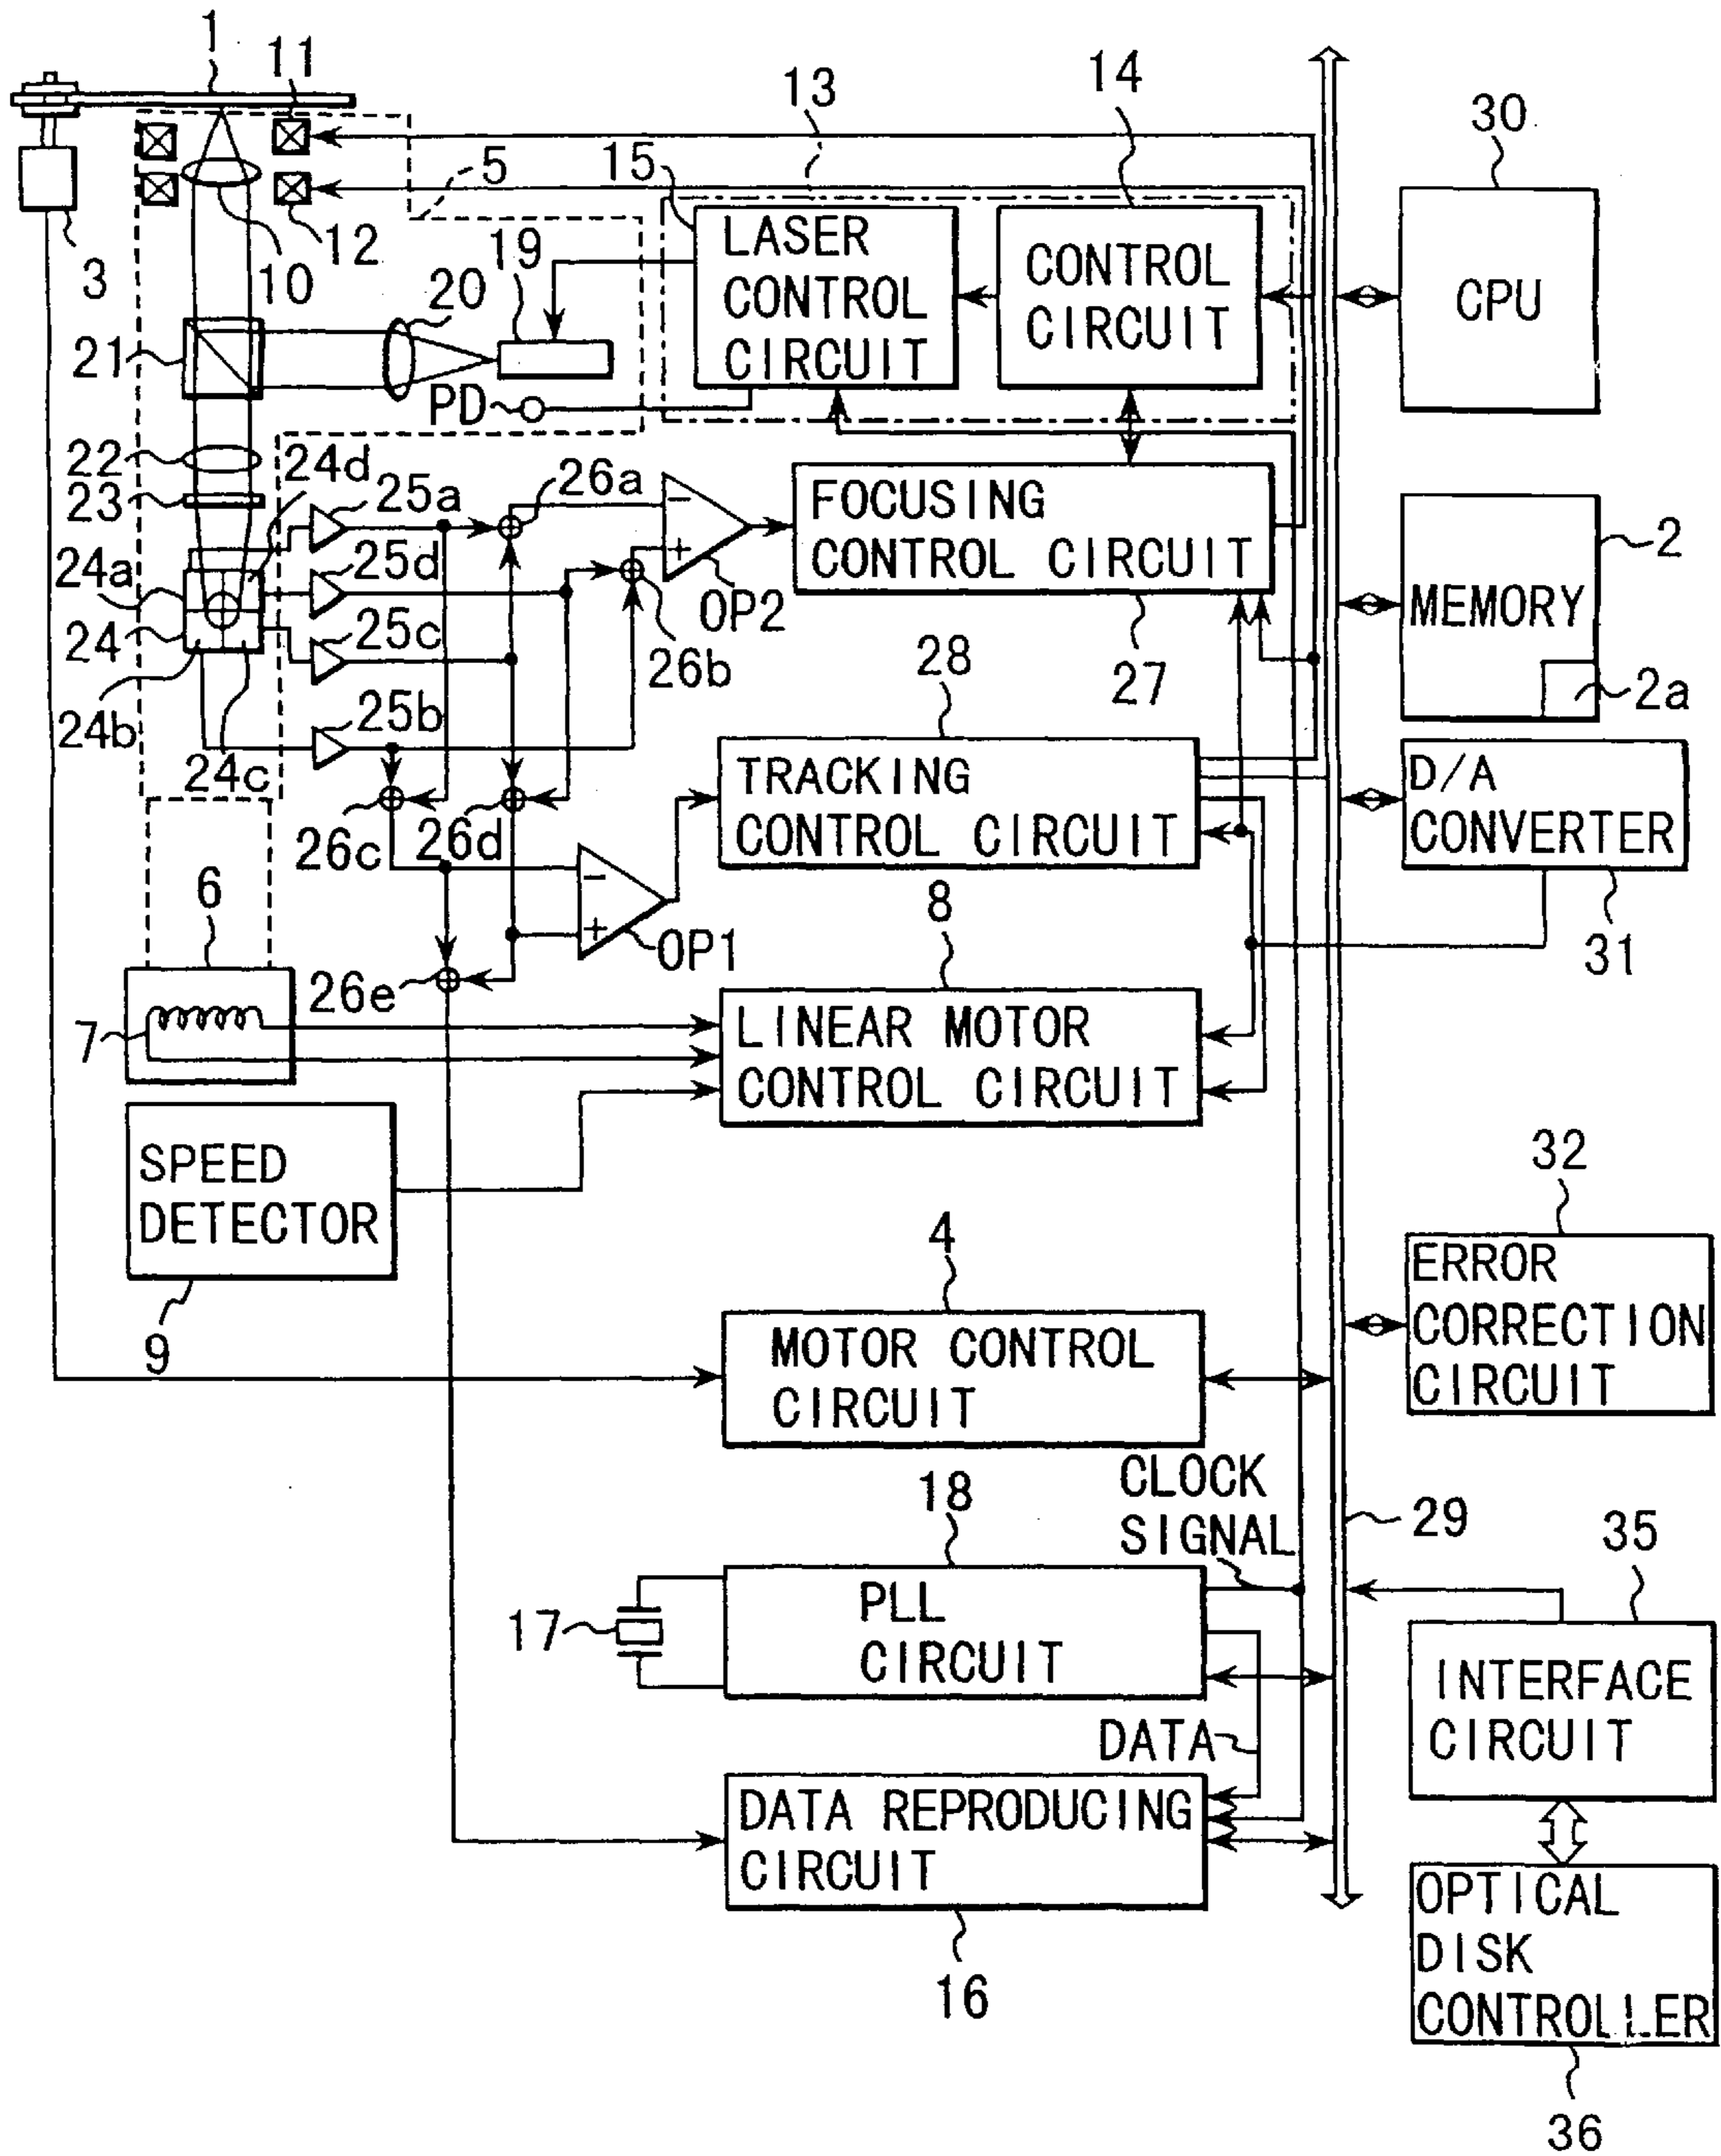 1
11
13
14
30
15
5
3
10
12
19
20
LASER
CONTROL
CIRCUIT
CONTROL
CIRCUIT
CPU
21
PD
22
24d
23
25a
26a
−
+
OP2
FOCUSING
CONTROL CIRCUIT
2
MEMORY
2a
24a
25d
24
25c
26b
28
27
24b
25b
24c
TRACKING
CONTROL CIRCUIT
D/A
CONVERTER
26c
26d
6
−
+
OP1
8
31
26e
7
LINEAR MOTOR
CONTROL CIRCUIT
SPEED
DETECTOR
32
4
ERROR
CORRECTION
CIRCUIT
9
MOTOR CONTROL
CIRCUIT
CLOCK
SIGNAL
18
29
35
17
PLL
CIRCUIT
INTERFACE
CIRCUIT
DATA
DATA REPRODUCING
CIRCUIT
OPTICAL
DISK
CONTROLLER
16
36